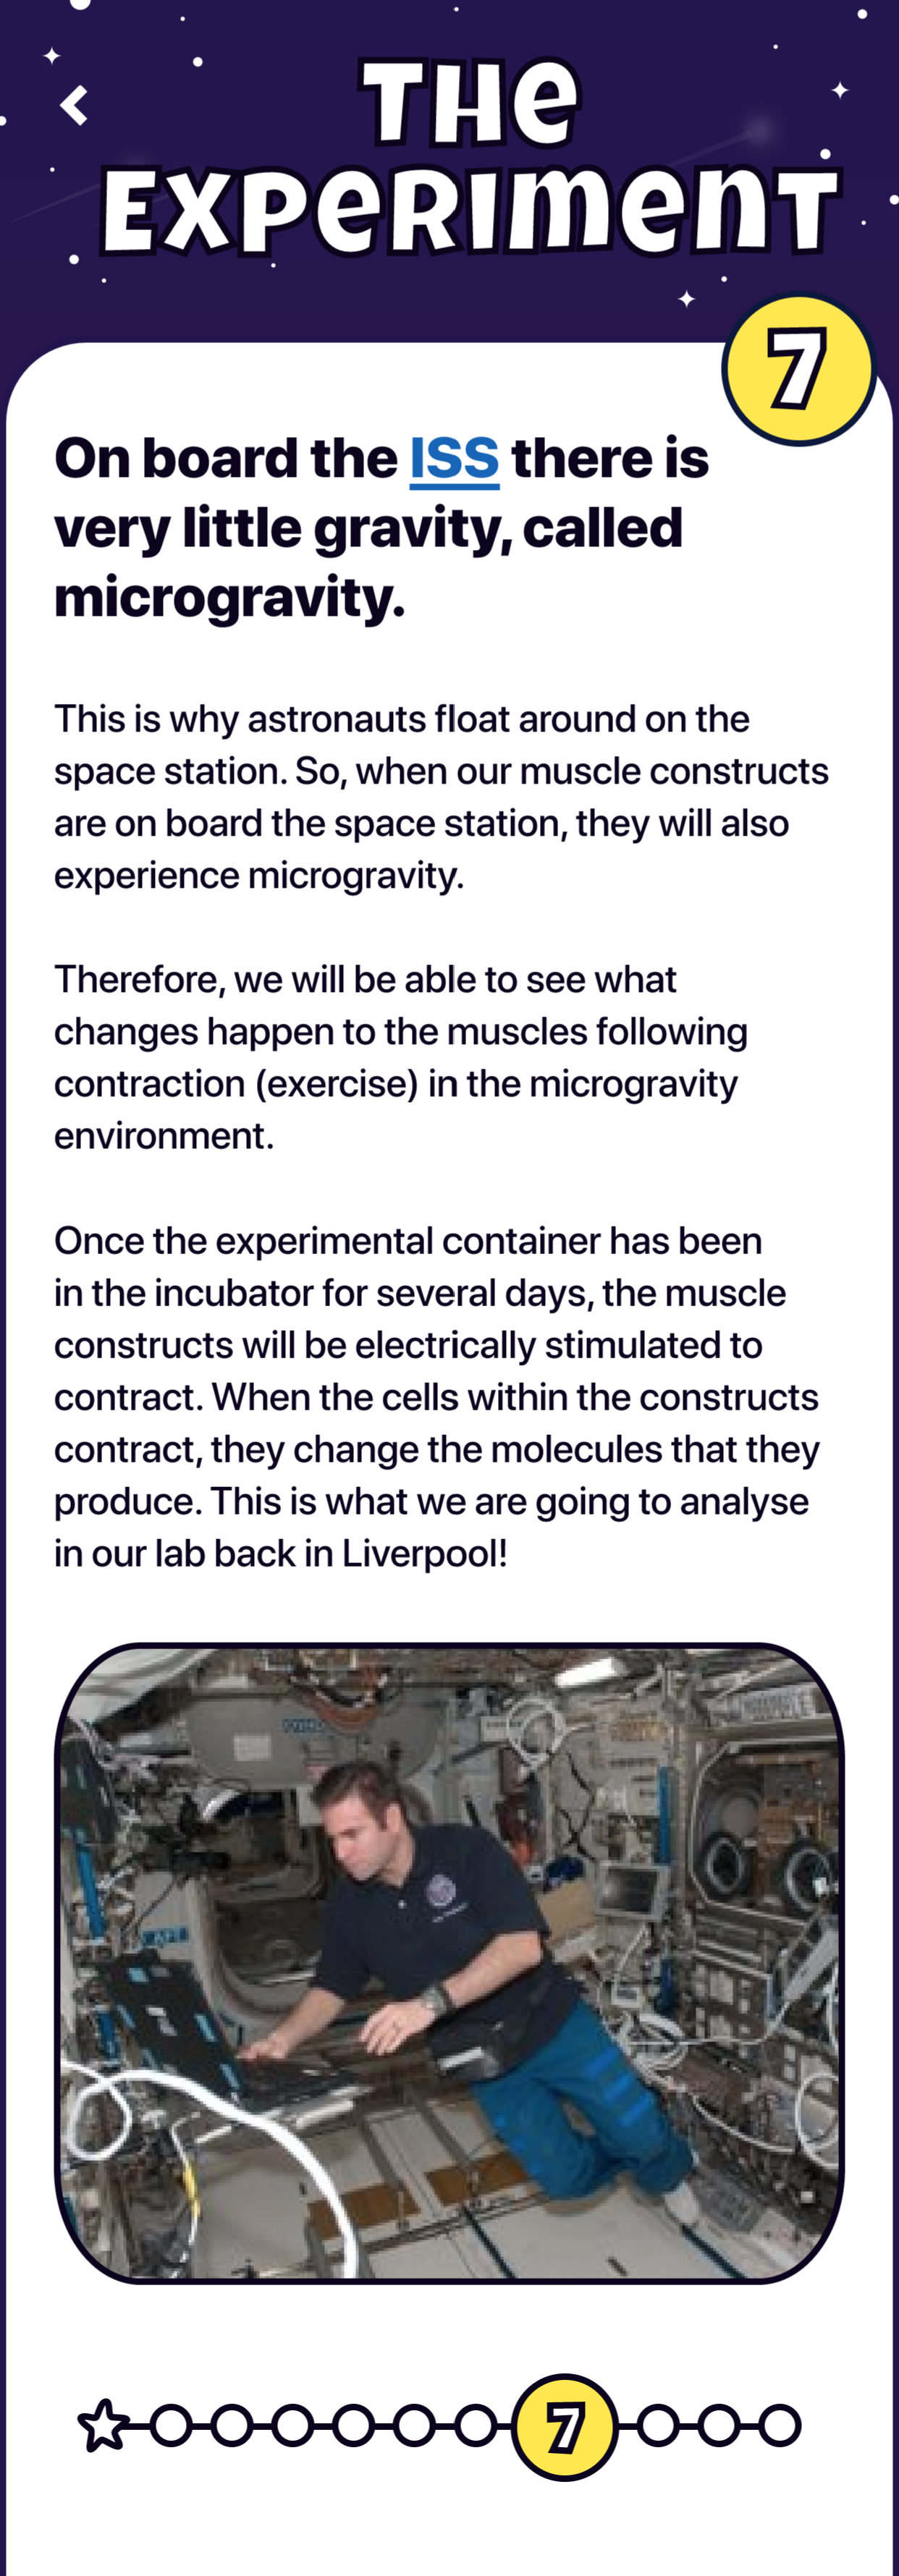 THe
EXPeRImenT
7
On board the ISS there is
very little gravity, called
microgravity.
This is why astronauts float around on the
space station. So, when our muscle constructs
are on board the space station, they will also
experience microgravity.
Therefore, we will be able to see what
changes happen to the muscles following
contraction (exercise) in the microgravity
environment.
Once the experimental container has been
in the incubator for several days, the muscle
constructs will be electrically stimulated to
contract. When the cells within the constructs
contract, they change the molecules that they
produce. This is what we are going to analyse
in our lab back in Liverpool!
7